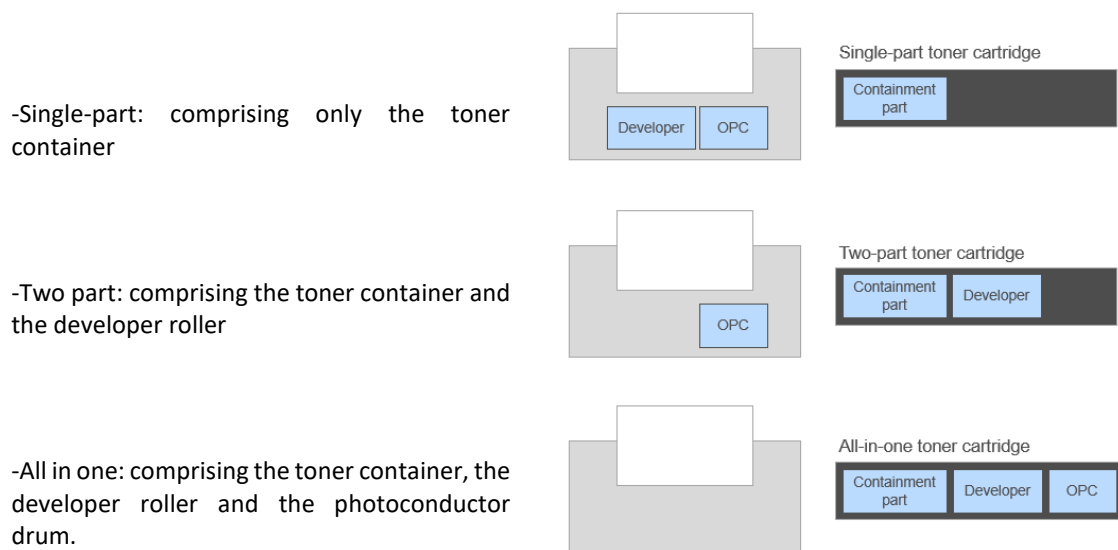 -Single-part: comprising only the toner
container
Developer
OPC
Single-part toner cartridge
Containment
part
-Two part: comprising the toner container and
the developer roller
OPC
Two-part toner cartridge
Containment
part
Developer
-All in one: comprising the toner container, the
developer roller and the photoconductor
drum.
All-in-one toner cartridge
Containment
part
Developer
OPC